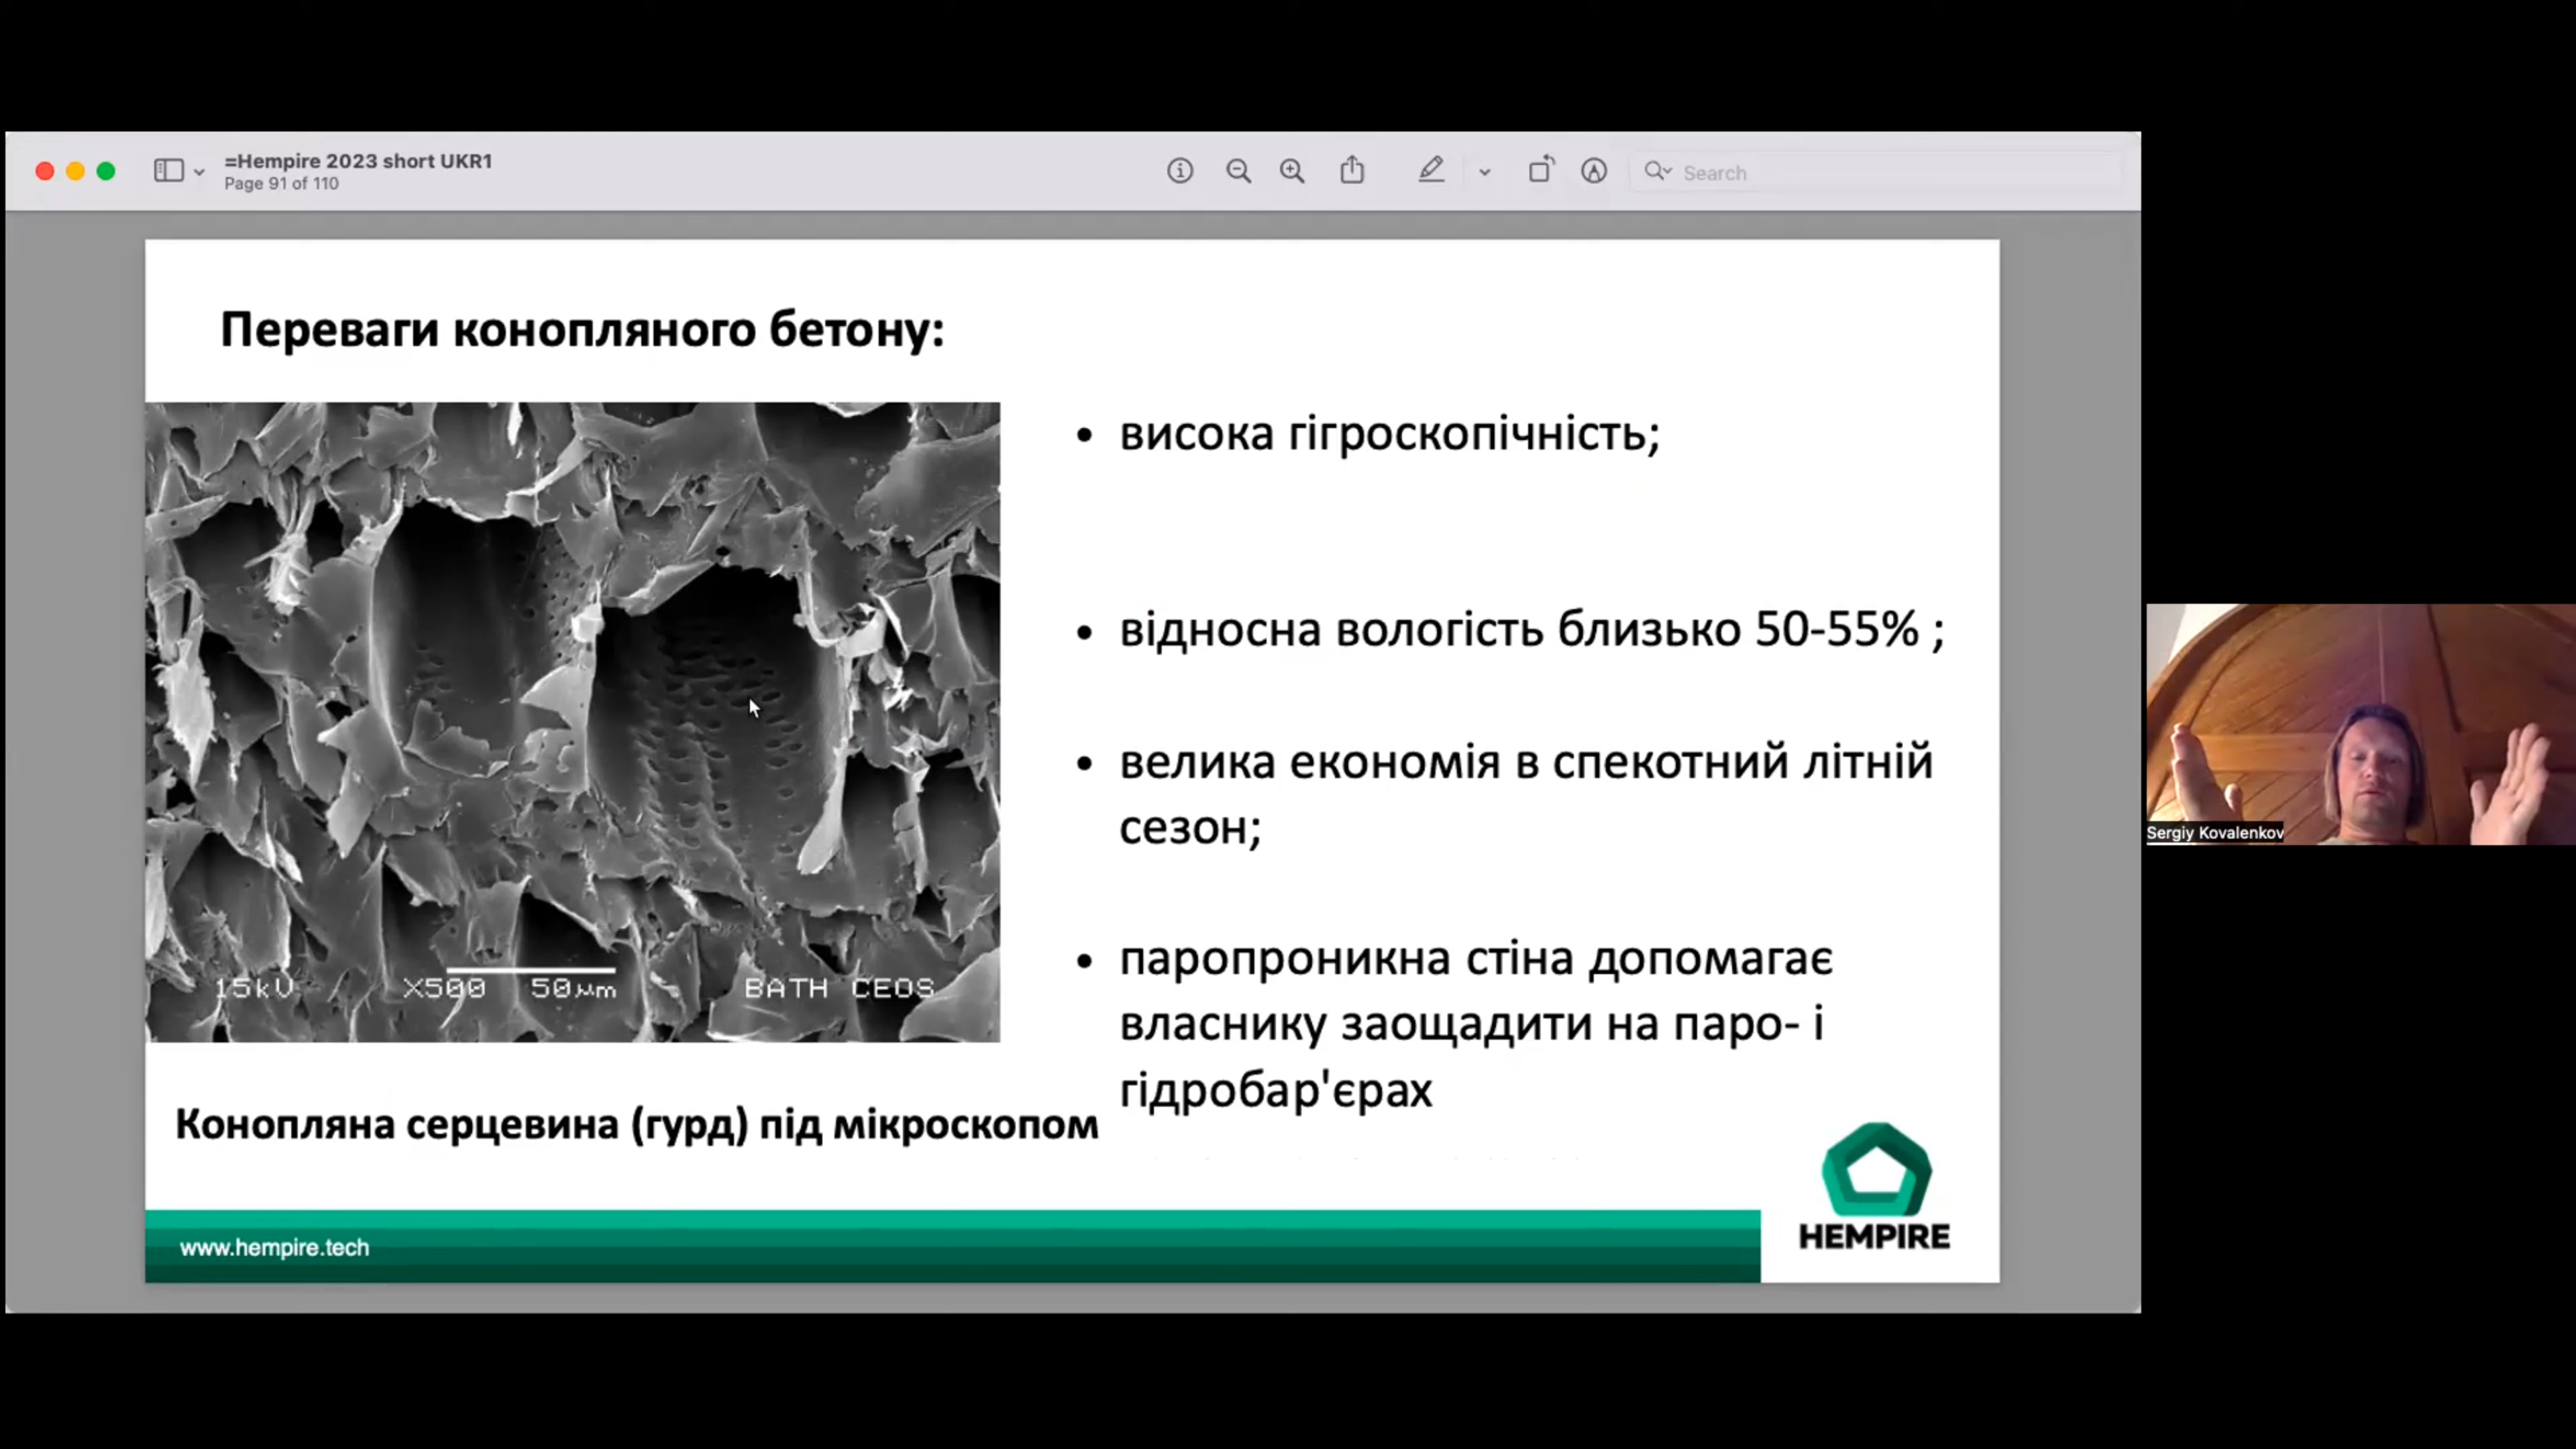 =Hempire 2023 short UKR1
Page 91 of 110
Search
Переваги конопляного бетону:
15kV X500 50μm BATH CEOS
Конопляна серцевина (гурд) під мікроскопом
• висока гігроскопічність;
• відносна вологість близько 50-55% ;
• велика економія в спекотний літній
сезон;
• паропроникна стіна допомагає
власнику заощадити на паро- і
гідробар'єрах
www.hempire.tech
HEMPIRE
Sergiy Kovalenkov